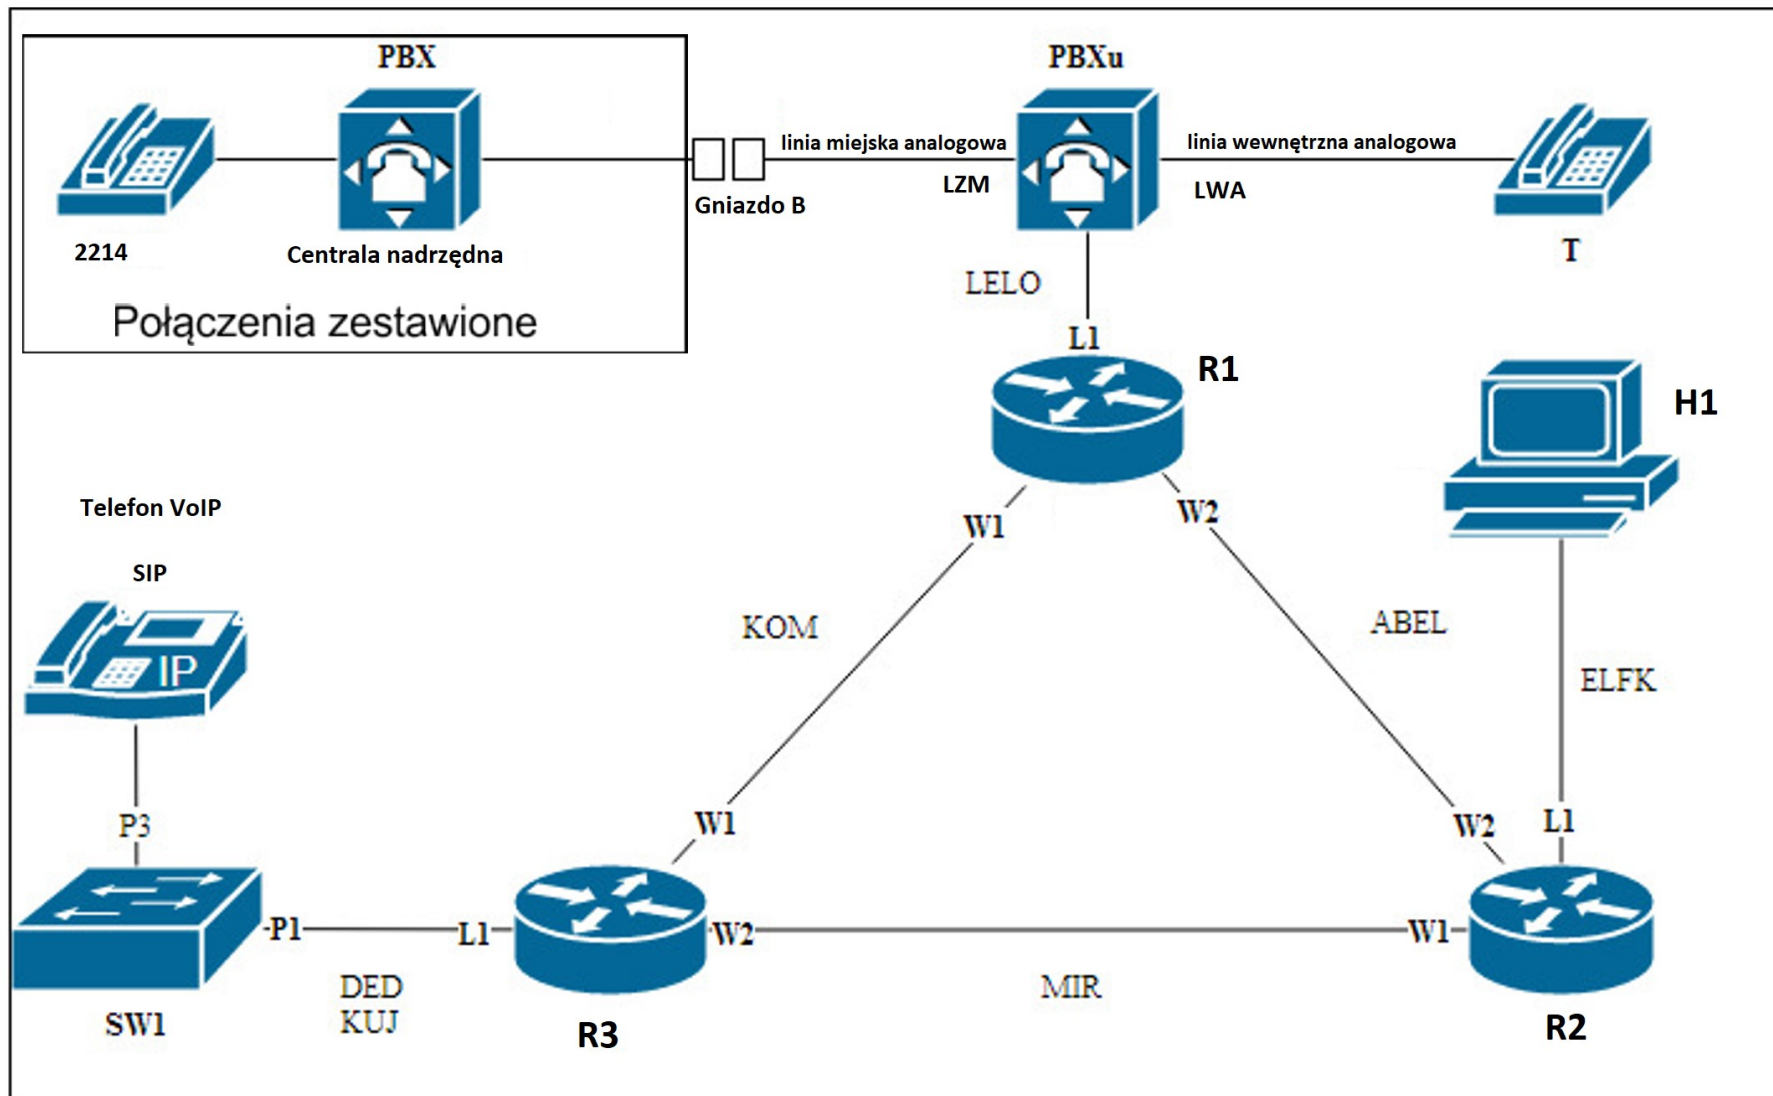 PBX
PBXu
linia miejska analogowa
linia wewnętrzna analogowa
LZM
LWA
Gniazdo B
2214
Centrala nadrzędna
T
Połączenia zestawione
LELO
L1
R1
H1
Telefon VoIP
SIP
W1
W2
KOM
ABEL
ELFK
IP
P3
W1
W2
L1
P1
L1
W2
W1
DED
KUJ
MIR
SW1
R3
R2